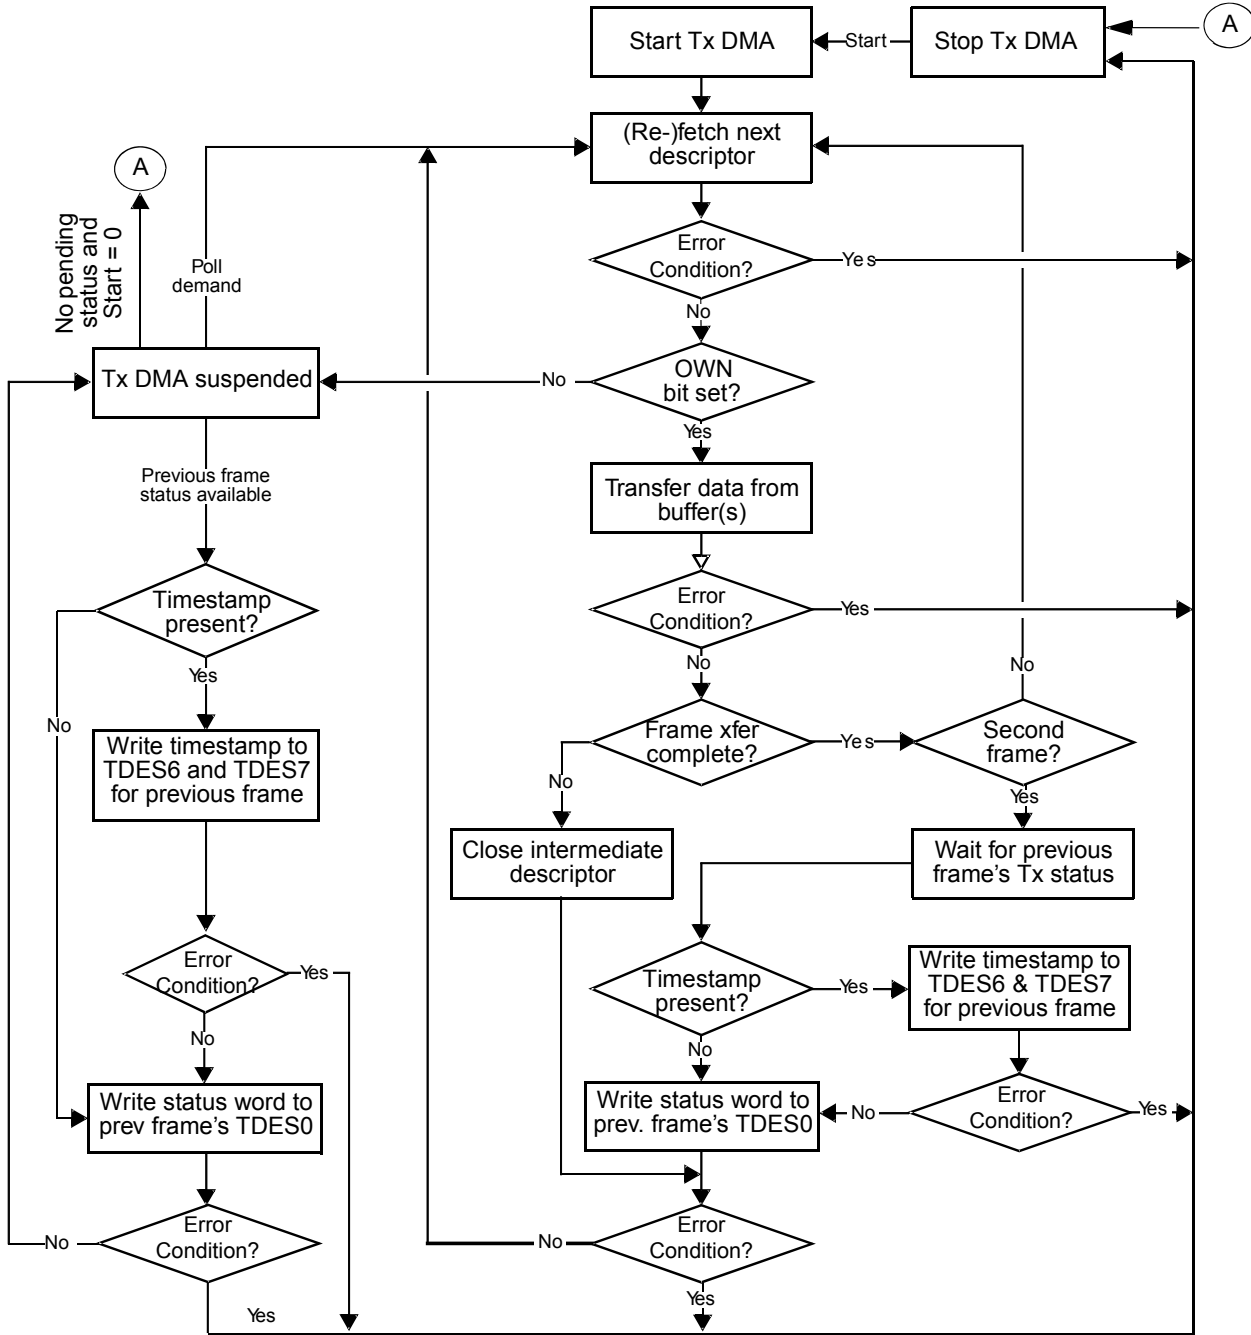 Start Tx DMA
Start
Stop Tx DMA
A
(Re-)fetch next
descriptor
A
No pending
status and
Start = 0
Poll
demand
Error
Condition?
Yes
No
Tx DMA suspended
No
OWN
bit set?
Yes
Previous frame
status available
Transfer data from
buffer(s)
Timestamp
present?
Error
Condition?
Yes
No
Yes
No
No
Write timestamp to
TDES6 and TDES7
for previous frame
Frame xfer
complete?
Yes
Second
frame?
No
Yes
Close intermediate
descriptor
Wait for previous
frame's Tx status
Error
Condition?
Yes
No
Timestamp
present?
Yes
Write timestamp to
TDES6 & TDES7
for previous frame
No
Write status word to
prev frame's TDES0
Write status word to
prev. frame's TDES0
No
Error
Condition?
Yes
No
Error
Condition?
No
Error
Condition?
Yes
Yes